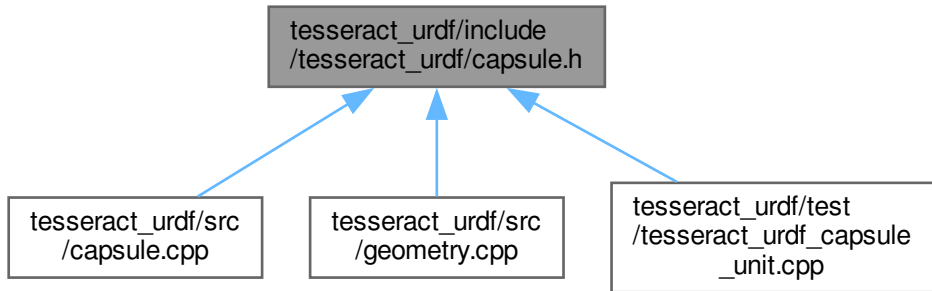 tesseract_urdf/include
/tesseract_urdf/capsule.h
tesseract_urdf/src
/capsule.cpp
tesseract_urdf/src
/geometry.cpp
tesseract_urdf/test
/tesseract_urdf_capsule
_unit.cpp